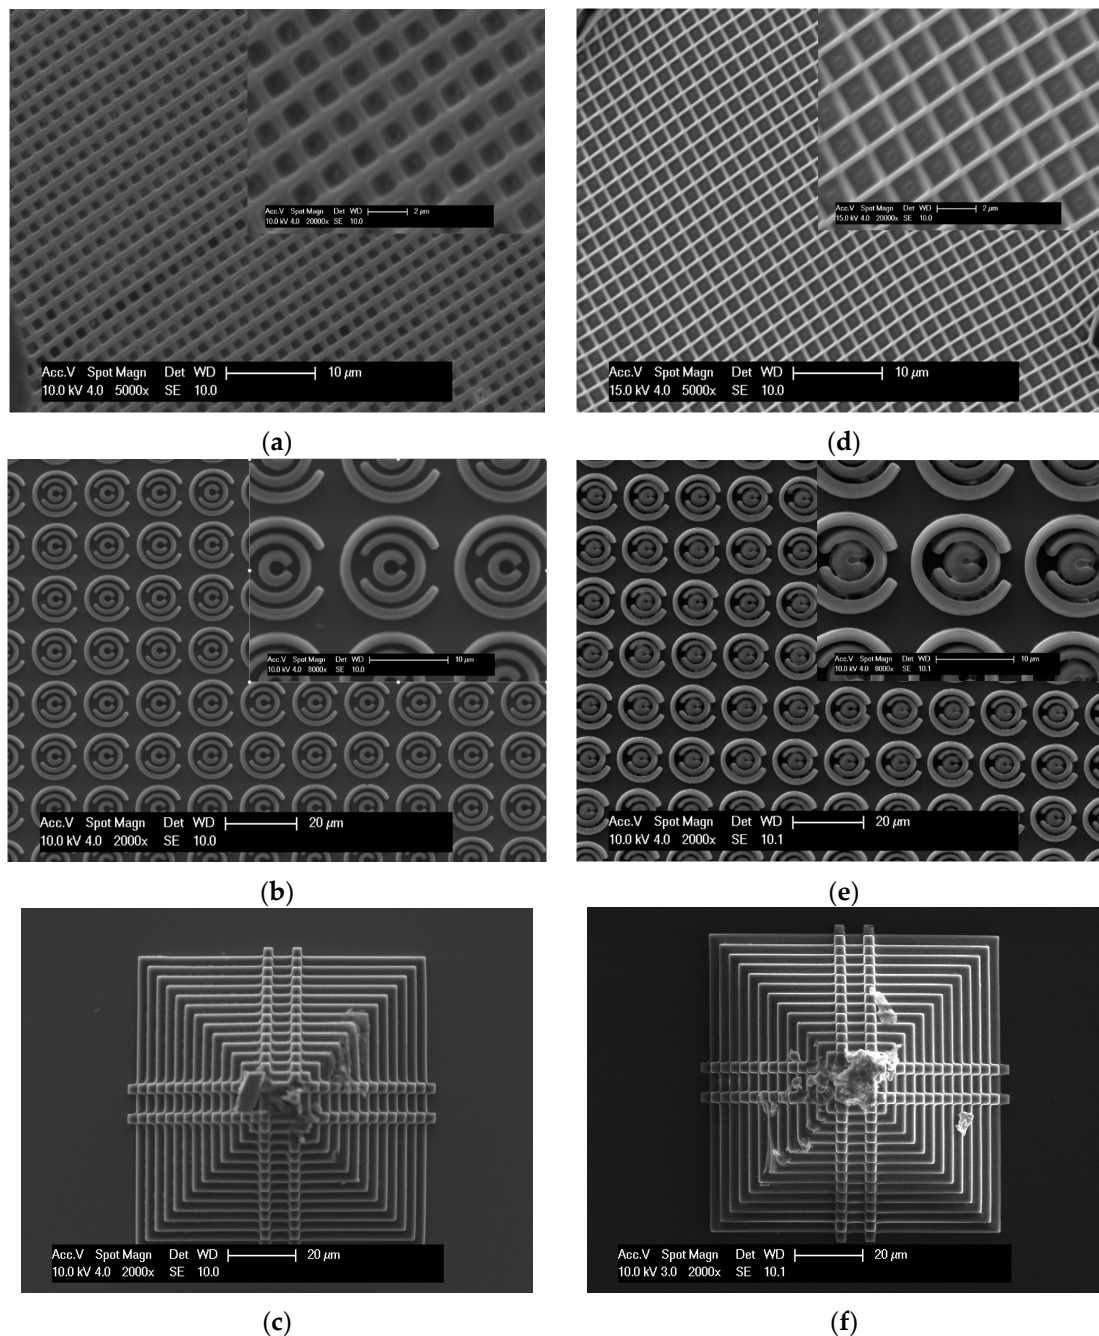 Acc.V Spot Magn Det WD 2 µm
10.0 kV 4.0 20000x SE 10.0
Acc.V Spot Magn Det WD 10 µm
10.0 kV 4.0 5000x SE 10.0
(a)
Acc.V Spot Magn Det WD 2 µm
15.0 kV 4.0 20000x SE 10.0
Acc.V Spot Magn Det WD 10 µm
15.0 kV 4.0 5000x SE 10.0
(d)
Acc.V Spot Magn Det WD 10 µm
10.0 kV 4.0 8000x SE 10.0
Acc.V Spot Magn Det WD 20 µm
10.0 kV 4.0 2000x SE 10.0
(b)
Acc.V Spot Magn Det WD 10 µm
10.0 kV 4.0 8000x SE 10.1
Acc.V Spot Magn Det WD 20 µm
10.0 kV 4.0 2000x SE 10.1
(e)
Acc.V Spot Magn Det WD 20 µm
10.0 kV 4.0 2000x SE 10.0
(c)
Acc.V Spot Magn Det WD 20 µm
10.0 kV 3.0 2000x SE 10.1
(f)